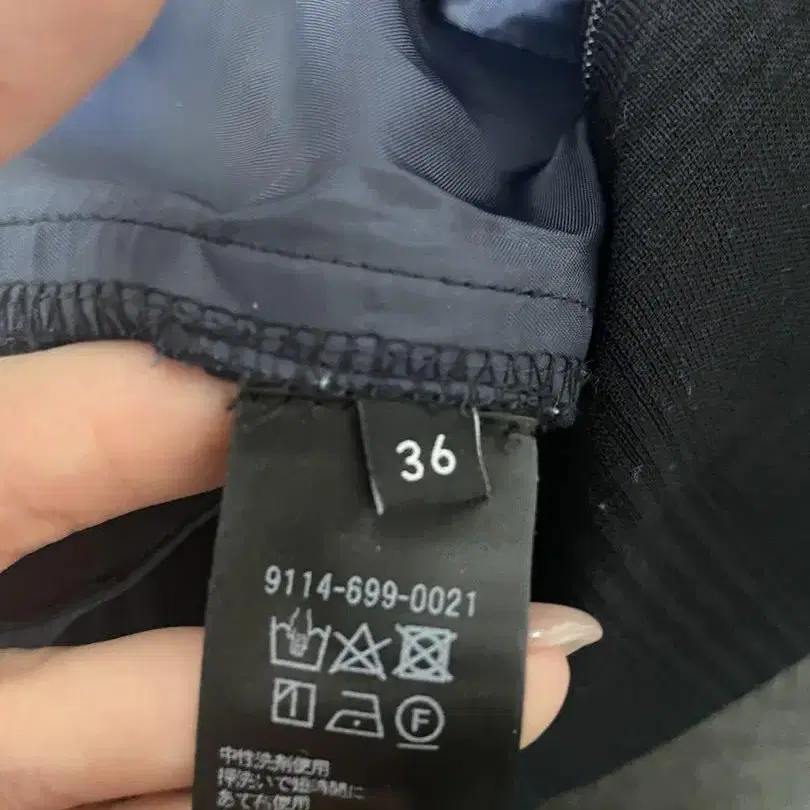 36
9114-699-0021
F
中性洗剤使用
押洗いで短時間に
あて布使用